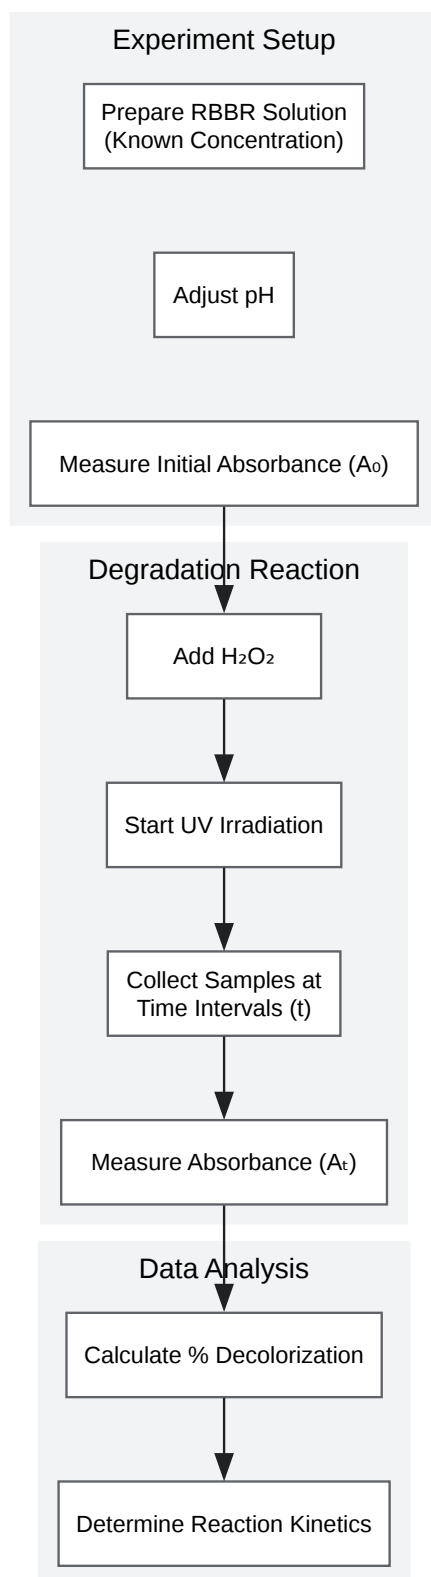 Experiment Setup
Prepare RBBR Solution
(Known Concentration)
Adjust pH
Measure Initial Absorbance (A₀)
Degradation Reaction
Add H₂O₂
Start UV Irradiation
Collect Samples at
Time Intervals (t)
Measure Absorbance (Aₜ)
Data Analysis
Calculate % Decolorization
Determine Reaction Kinetics